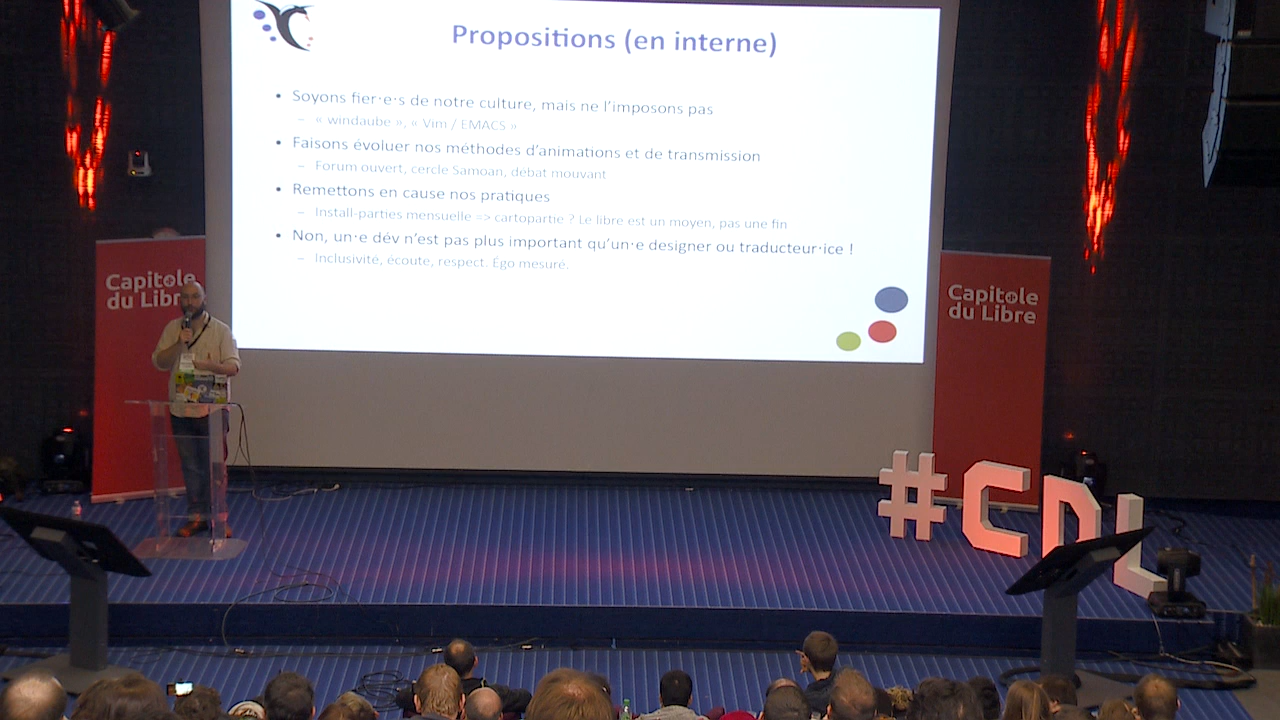 Propositions (en interne)
• Soyons fier·e·s de notre culture, mais ne l'imposons pas
– « windaube », « Vim / EMACS »
• Faisons évoluer nos méthodes d'animations et de transmission
– Forum ouvert, cercle Samoan, débat mouvant
• Remettons en cause nos pratiques
– Install-parties mensuelle => cartopartie ? Le libre est un moyen, pas une fin
• Non, un·e dév n'est pas plus important qu'un·e designer ou traducteur·ice !
– Inclusivité, écoute, respect. Égo mesuré.
Capitole
du Libre
Capitole
du Libre
#CDL